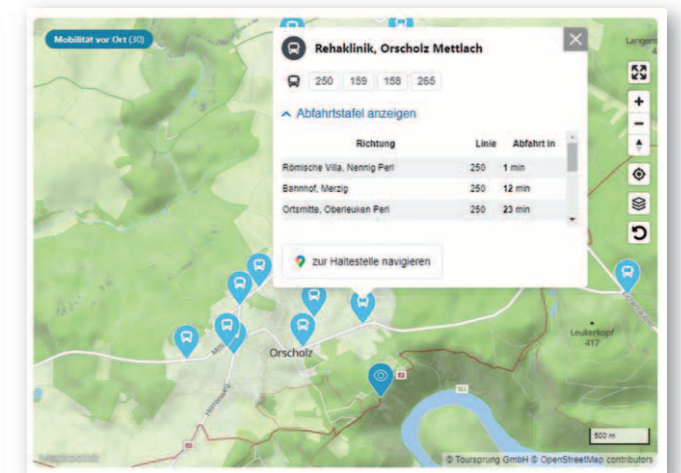 Mobilität vor Ort (30)
Rehaklinik, Orscholz Mettlach
250 159 158 265
Abfahrtstafel anzeigen
Richtung Linie Abfahrt in
Römische Villa, Nennig Perl 250 1 min
Bahnhof, Merzig 250 12 min
Ortsmitte, Oberleuken Perl 250 23 min
zur Haltestelle navigieren
Orscholz
Leukerkopf
417
500 m
© Toursprung GmbH © OpenStreetMap contributors